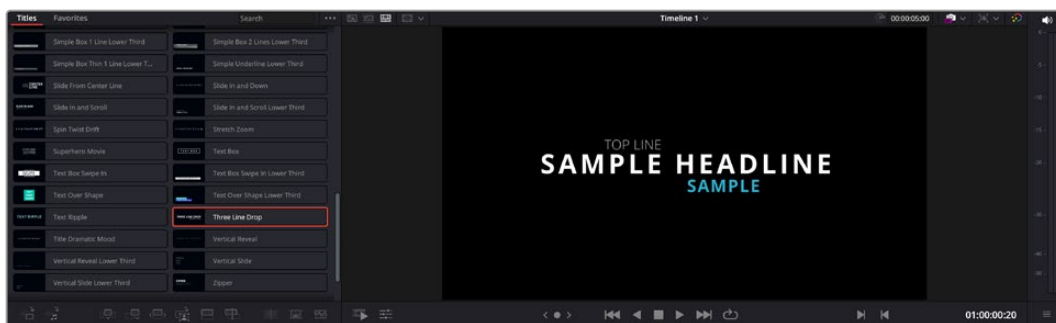 Titles Favorites Search Timeline 1 00:00:05:00
Simple Box 1 Line Lower Third Simple Box 2 Lines Lower Third
Simple Box Thin 1 Line Lower T... Simple Underline Lower Third
Slide From Center Line Slide In and Down
Slide In and Scroll Slide In and Scroll Lower Third
Spin Twist Drift Stretch Zoom
Superhero Movie Text Box
Text Box Swipe In Text Box Swipe In Lower Third
Text Over Shape Text Over Shape Lower Third
TEXT RIPPLE Text Ripple Three Line Drop
Title Dramatic Mood Vertical Reveal
Vertical Reveal Lower Third Vertical Slide
Vertical Slide Lower Third Zipper
TOP LINE
SAMPLE HEADLINE
SAMPLE
01:00:00:20